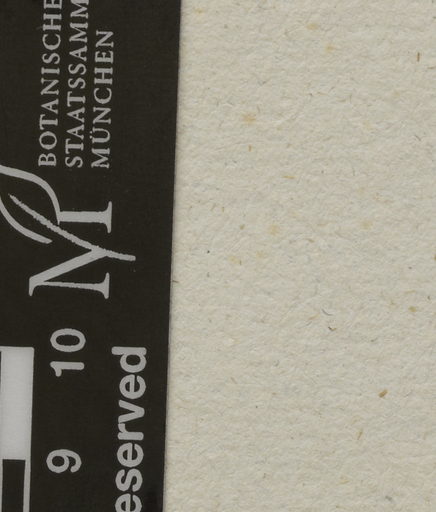 BOTANISCHE
STAATSSAMM
MÜNCHEN
M
9 10
eserved